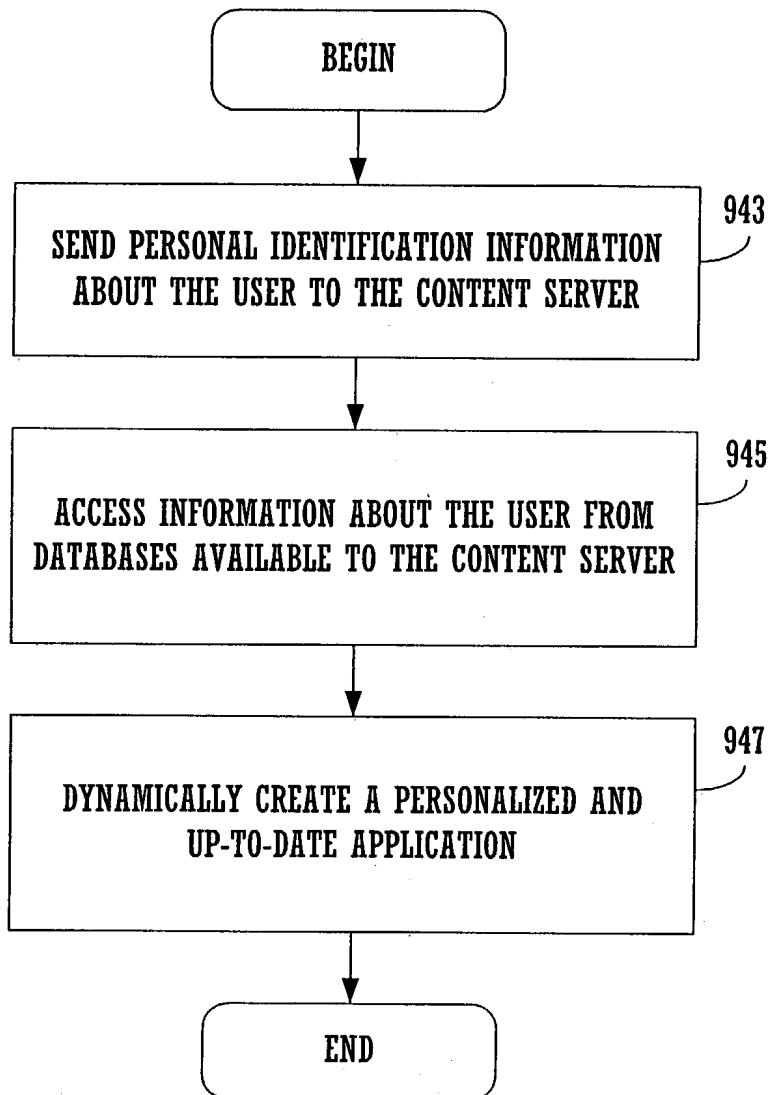 BEGIN
943
SEND PERSONAL IDENTIFICATION INFORMATION
ABOUT THE USER TO THE CONTENT SERVER
945
ACCESS INFORMATION ABOUT THE USER FROM
DATABASES AVAILABLE TO THE CONTENT SERVER
947
DYNAMICALLY CREATE A PERSONALIZED AND
UP-TO-DATE APPLICATION
END